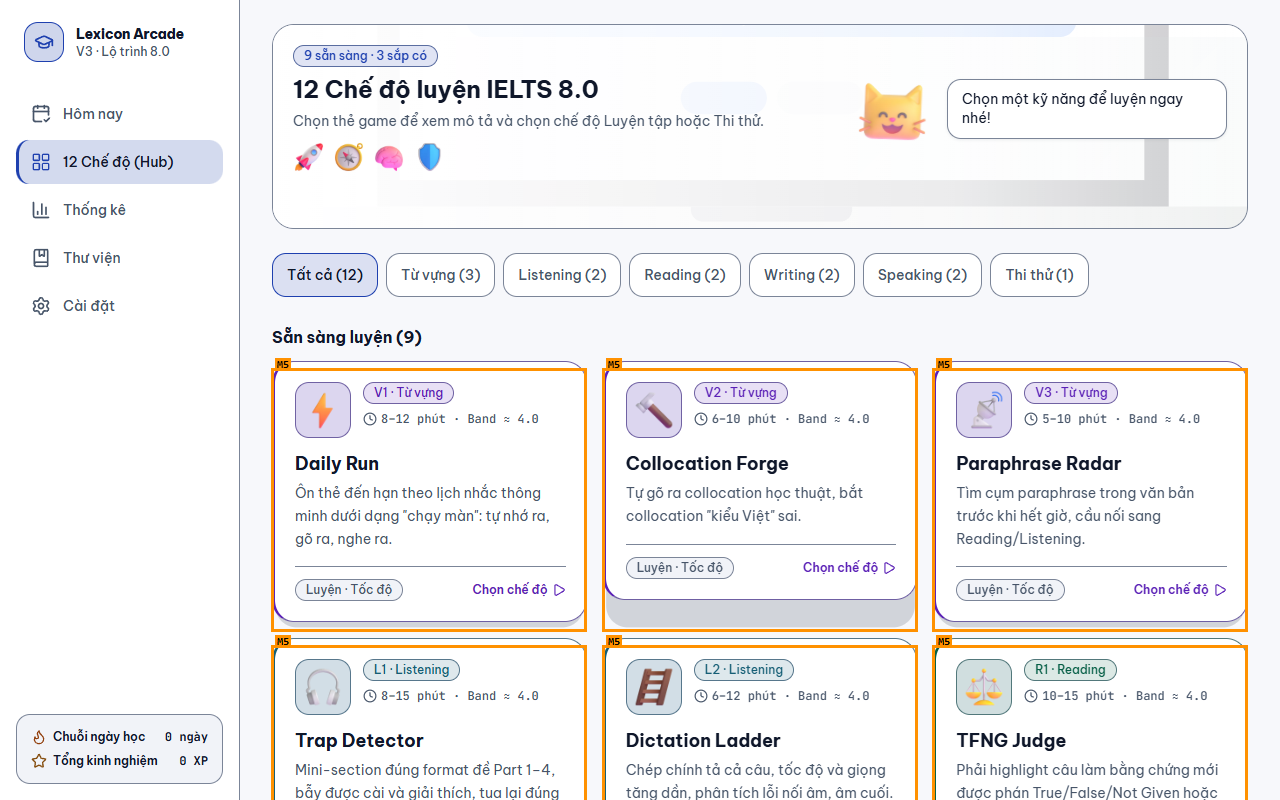 Lexicon Arcade
V3 · Lộ trình 8.0
Hôm nay
12 Chế độ (Hub)
Thống kê
Thư viện
Cài đặt
Chuỗi ngày học 0 ngày
Tổng kinh nghiệm 0 XP
9 sẵn sàng · 3 sắp có
12 Chế độ luyện IELTS 8.0
Chọn thẻ game để xem mô tả và chọn chế độ Luyện tập hoặc Thi thử.
Chọn một kỹ năng để luyện ngay
nhé!
Tất cả (12)
Từ vựng (3)
Listening (2)
Reading (2)
Writing (2)
Speaking (2)
Thi thử (1)
Sẵn sàng luyện (9)
M5
V1 · Từ vựng
8–12 phút · Band ≈ 4.0
Daily Run
Ôn thẻ đến hạn theo lịch nhắc thông
minh dưới dạng "chạy màn": tự nhớ ra,
gõ ra, nghe ra.
Luyện · Tốc độ
Chọn chế độ
M5
V2 · Từ vựng
6–10 phút · Band ≈ 4.0
Collocation Forge
Tự gõ ra collocation học thuật, bắt
collocation "kiểu Việt" sai.
Luyện · Tốc độ
Chọn chế độ
M5
V3 · Từ vựng
5–10 phút · Band ≈ 4.0
Paraphrase Radar
Tìm cụm paraphrase trong văn bản
trước khi hết giờ, cầu nối sang
Reading/Listening.
Luyện · Tốc độ
Chọn chế độ
M5
L1 · Listening
8–15 phút · Band ≈ 4.0
Trap Detector
Mini-section đúng format đề Part 1–4,
bẫy được cài và giải thích, tua lại đúng
M5
L2 · Listening
6–12 phút · Band ≈ 4.0
Dictation Ladder
Chép chính tả cả câu, tốc độ và giọng
tăng dần, phân tích lỗi nối âm, âm cuối.
M5
R1 · Reading
10–15 phút · Band ≈ 4.0
TFNG Judge
Phải highlight câu làm bằng chứng mới
được phán True/False/Not Given hoặc